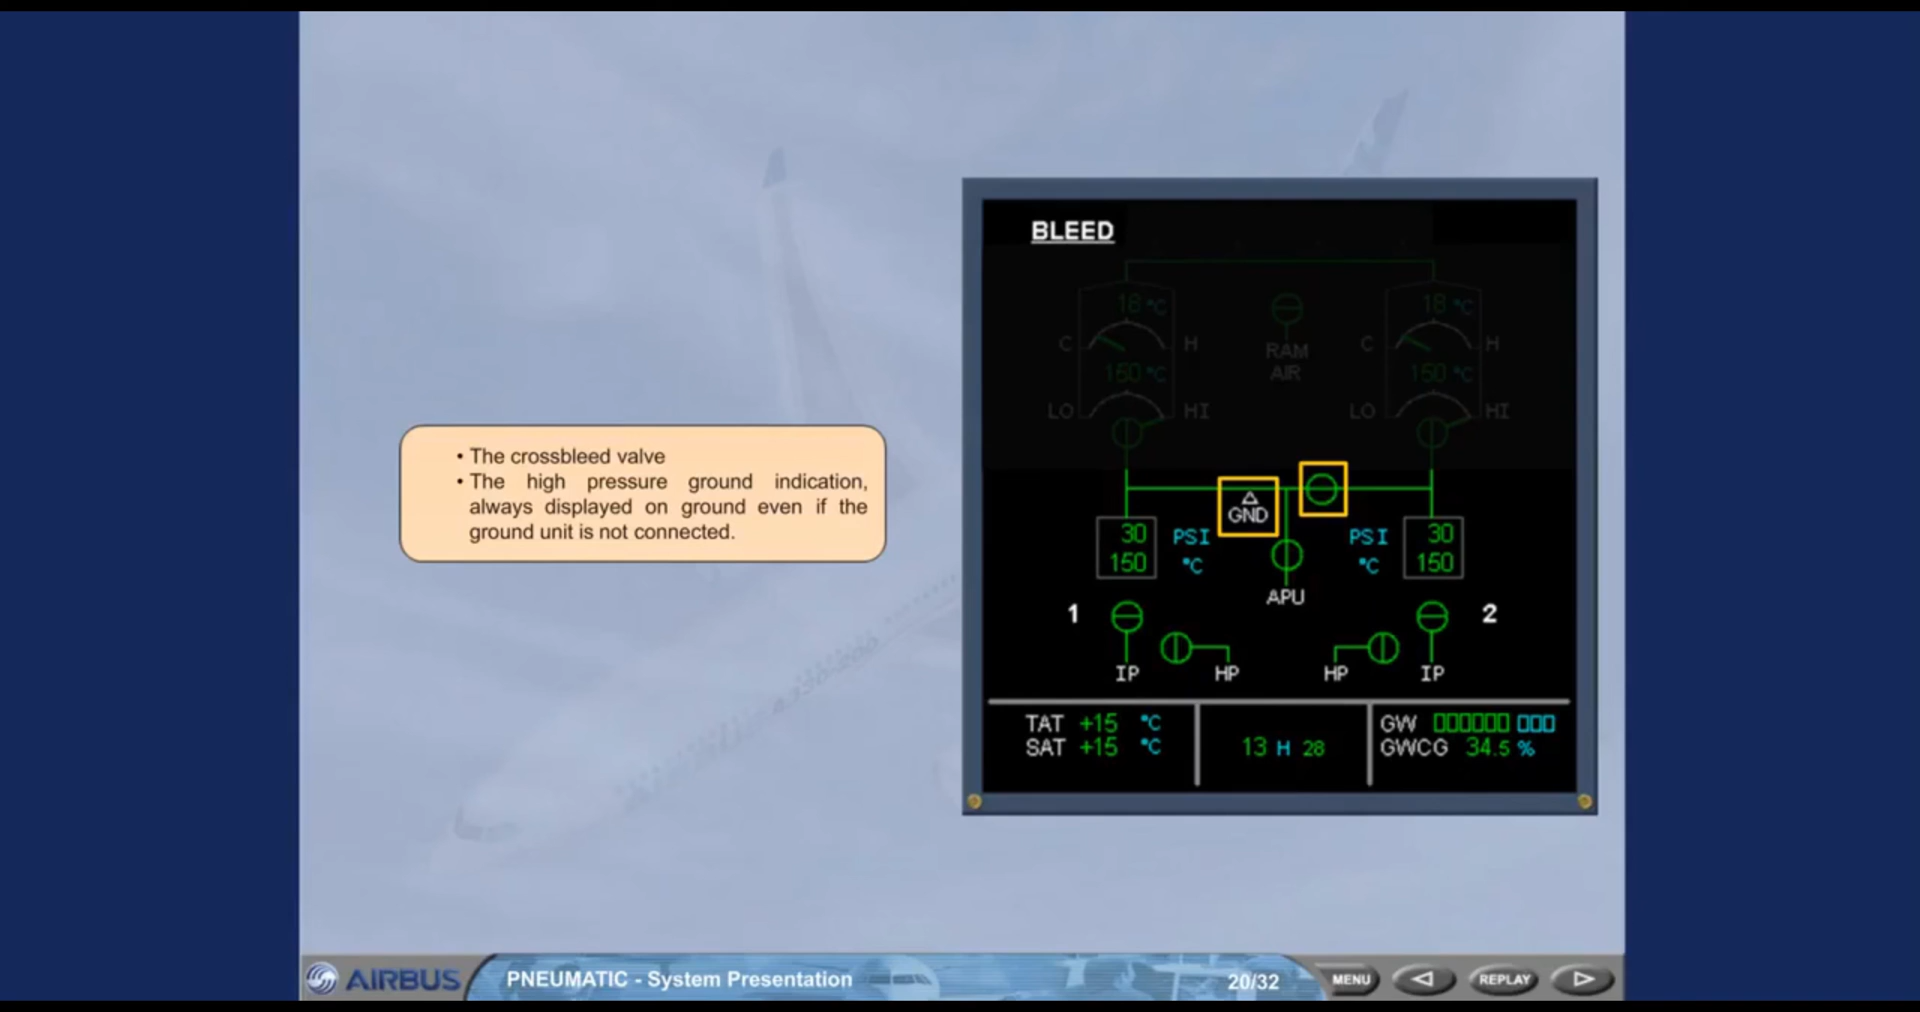 BLEED
18 °C
18 °C
C
H
RAM
AIR
C
H
150 °C
150 °C
LO
HI
LO
HI
• The crossbleed valve
• The high pressure ground indication,
always displayed on ground even if the
ground unit is not connected.
GND
30
PSI
PSI
30
150
°C
°C
150
APU
1
2
IP
HP
HP
IP
TAT +15 °C
SAT +15 °C
13 H 28
GW
GWCG 34.5 %
AIRBUS
PNEUMATIC - System Presentation
20/32
MENU
REPLAY